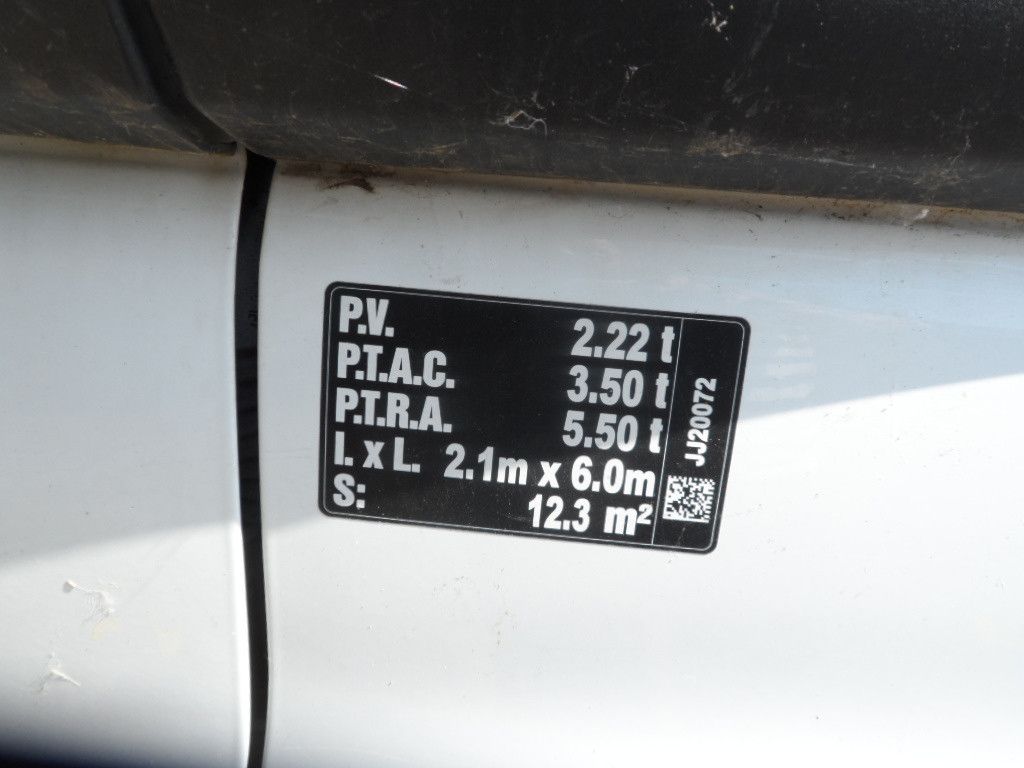 P.V. 2.22 t
P.T.A.C. 3.50 t
P.T.R.A. 5.50 t
l. x L. 2.1m x 6.0m
S: 12.3 m²
JJ20072